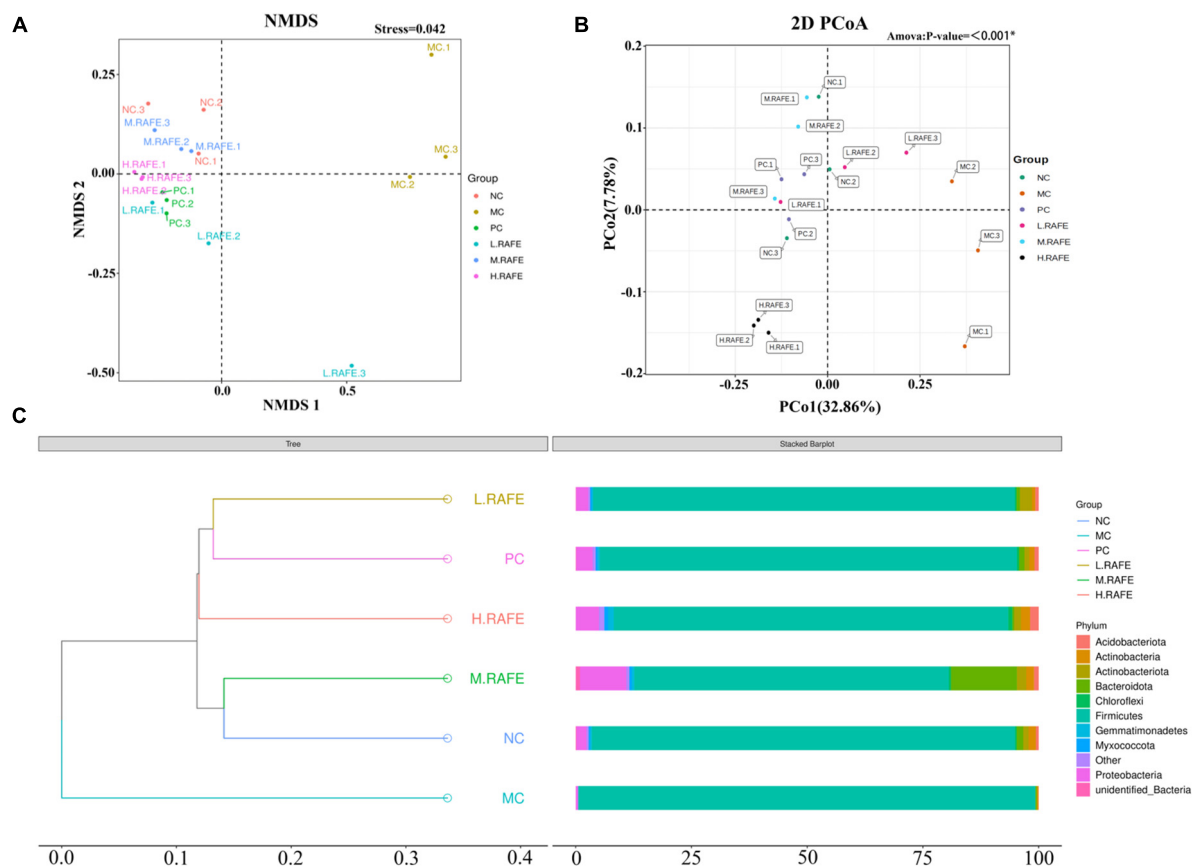 A
NMDS
Stress=0.042
MC.1
0.25
NC.3
NC.2
M.RAFE.3
M.RAFE.2
M.RAFE.1
NC.1
MC.3
H.RAFE.1
H.RAFE.3
0.00
MC.2
H.RAFE.2
PC.1
PC.2
L.RAFE.1
PC.3
L.RAFE.2
-0.25
L.RAFE.3
-0.50
0.0
0.5
NMDS 1
NMDS 2
Group
NC
MC
PC
L.RAFE
M.RAFE
H.RAFE
B
2D PCoA
Amova:P-value=<0.001*
0.2
NC.1
M.RAFE.1
0.1
M.RAFE.2
L.RAFE.3
L.RAFE.2
PC.3
PC.1
MC.2
NC.2
M.RAFE.3
L.RAFE.1
0.0
PC.2
MC.3
NC.3
-0.1
H.RAFE.3
H.RAFE.2
H.RAFE.1
MC.1
-0.2
-0.25
0.00
0.25
PCo1(32.86%)
PCo2(7.78%)
Group
NC
MC
PC
L.RAFE
M.RAFE
H.RAFE
C
Tree
Stacked Barplot
L.RAFE
PC
H.RAFE
M.RAFE
NC
MC
0.0
0.1
0.2
0.3
0.4
0
25
50
75
100
Group
NC
MC
PC
L.RAFE
M.RAFE
H.RAFE
Phylum
Acidobacteriota
Actinobacteria
Actinobacteriota
Bacteroidota
Chloroflexi
Firmicutes
Gemmatimonadetes
Myxococcota
Other
Proteobacteria
unidentified_Bacteria